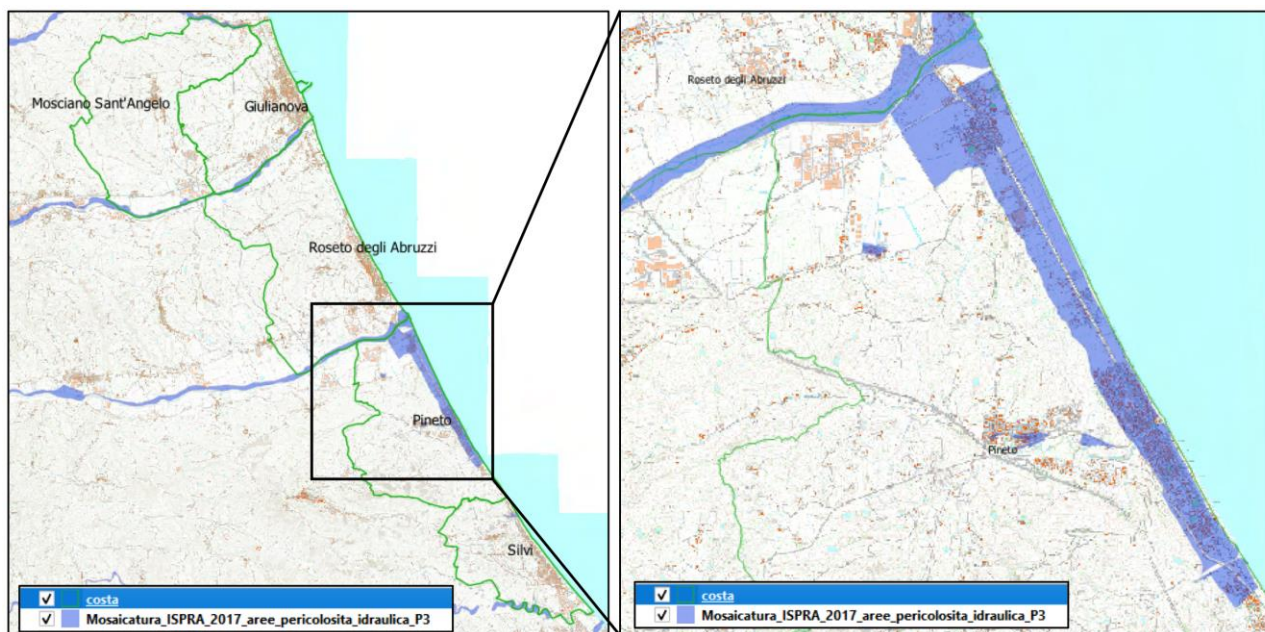 Mosciano Sant'Angelo
Giulianova
Roseto degli Abruzzi
Pineto
Silvi
costa
Mosaicatura_ISPRA_2017_aree_pericolosita_idraulica_P3
Roseto degli Abruzzi
Pineto
costa
Mosaicatura_ISPRA_2017_aree_pericolosita_idraulica_P3